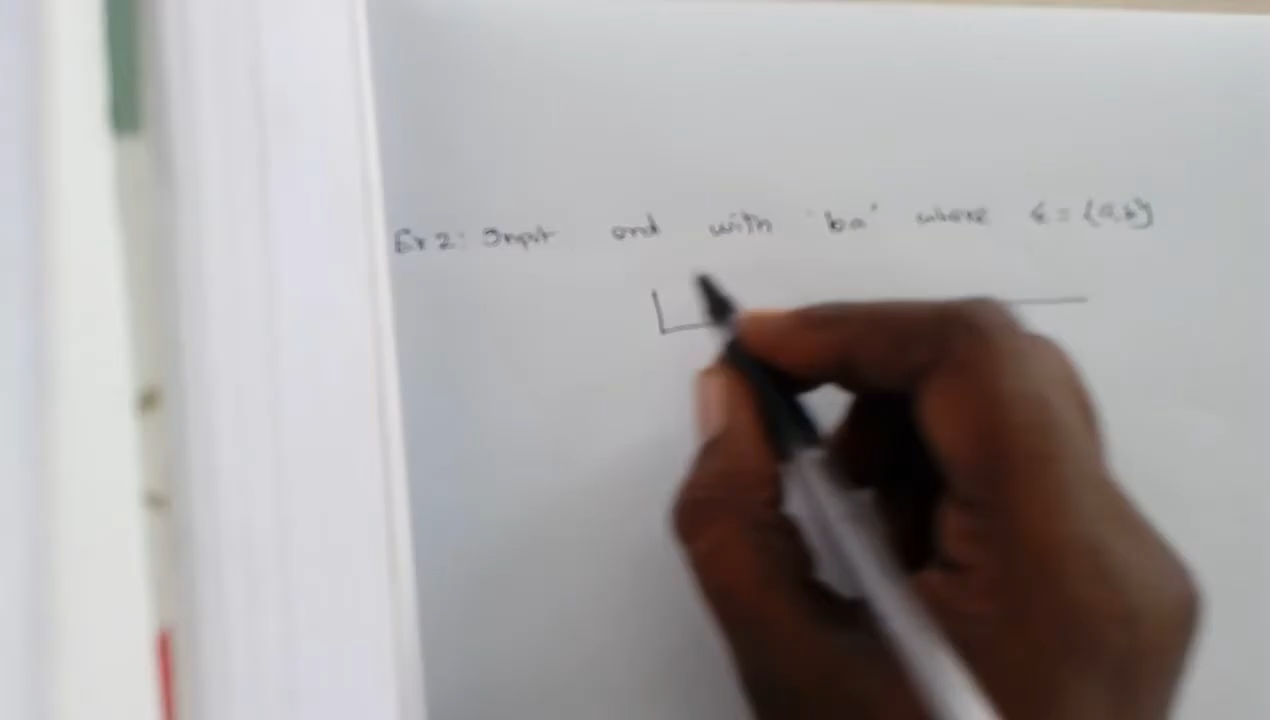 Ex 2: Input end with 'ba' where ε = {a,b}